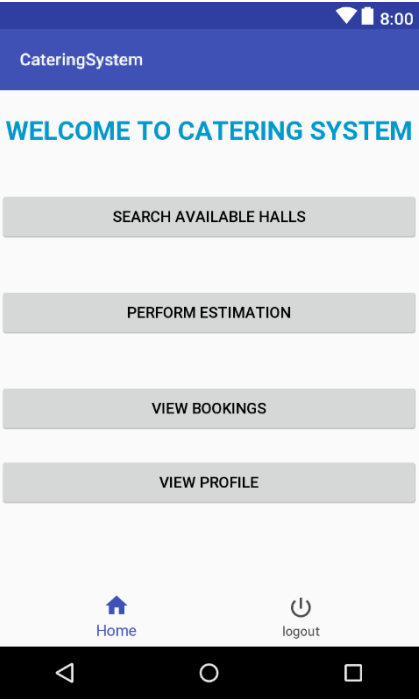 8:00
CateringSystem
WELCOME TO CATERING SYSTEM
SEARCH AVAILABLE HALLS
PERFORM ESTIMATION
VIEW BOOKINGS
VIEW PROFILE
Home
logout